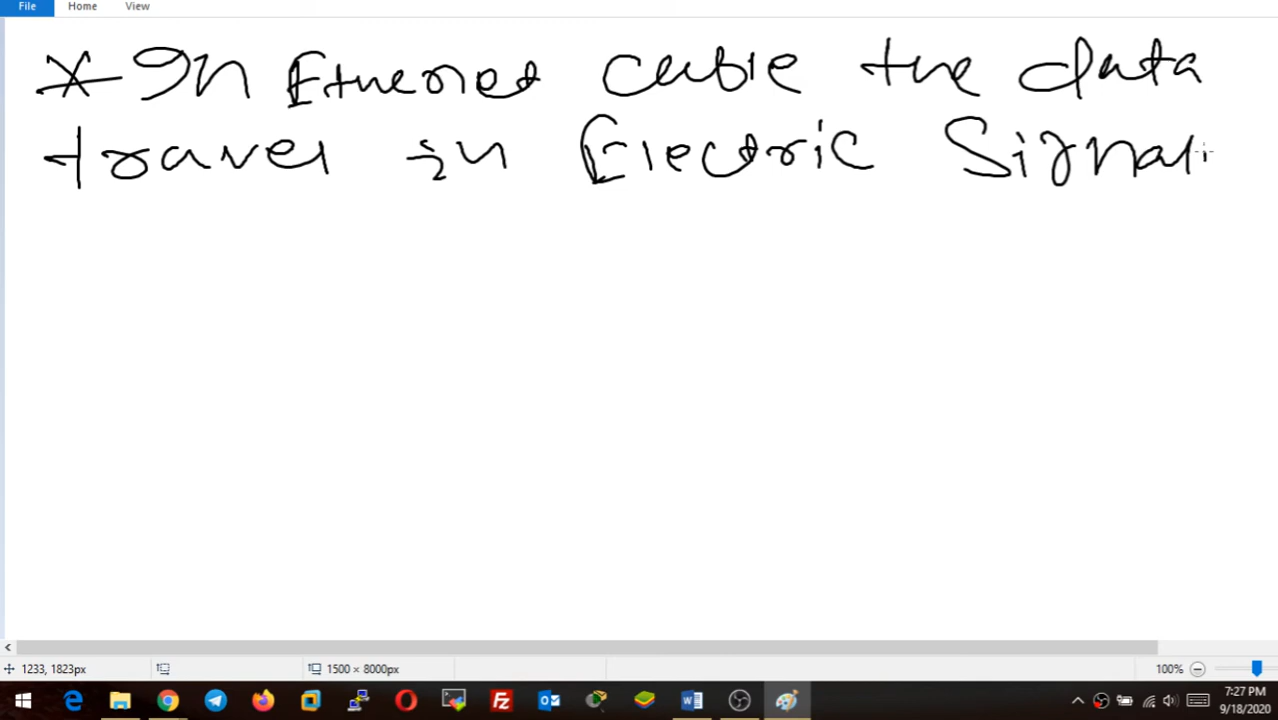 File Home View
* In Ethernet cable the data
travel in Electric Signal
1233, 1823px 1500 × 8000px 100%
7:27 PM
9/18/2020